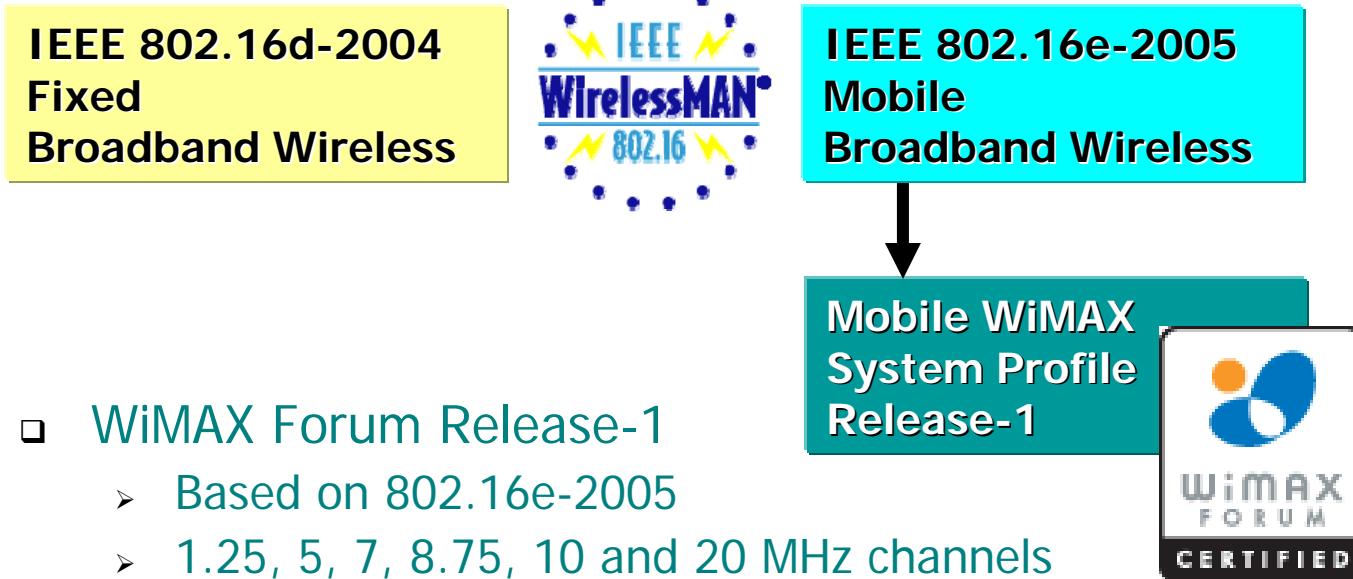 IEEE 802.16d-2004
Fixed
Broadband Wireless
IEEE
WirelessMAN
802.16
IEEE 802.16e-2005
Mobile
Broadband Wireless
Mobile WiMAX
System Profile
Release-1
WiMAX
FORUM
CERTIFIED
WiMAX Forum Release-1
Based on 802.16e-2005
1.25, 5, 7, 8.75, 10 and 20 MHz channels